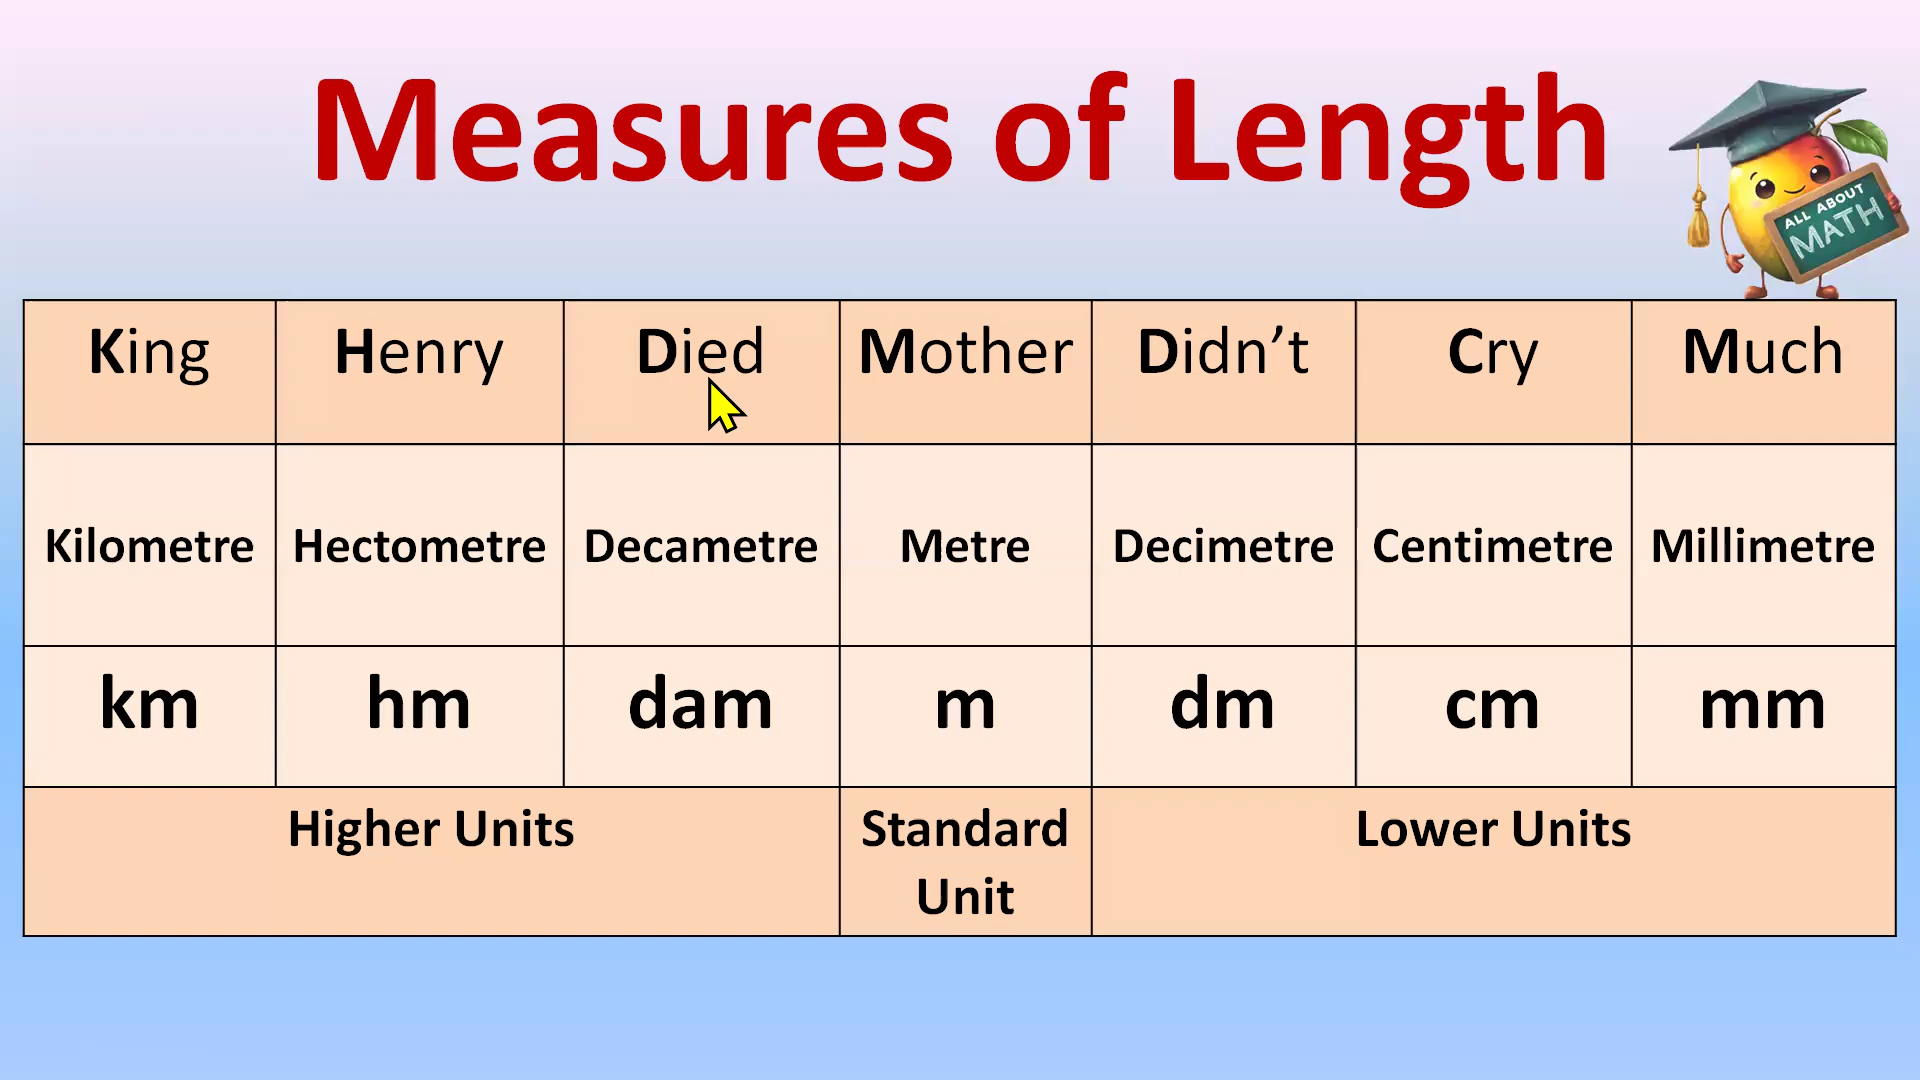 Measures of Length
ALL ABOUT
MATH
King Henry Died Mother Didn’t Cry Much
Kilometre Hectometre Decametre Metre Decimetre Centimetre Millimetre
km hm dam m dm cm mm
Higher Units Standard Lower Units
Unit